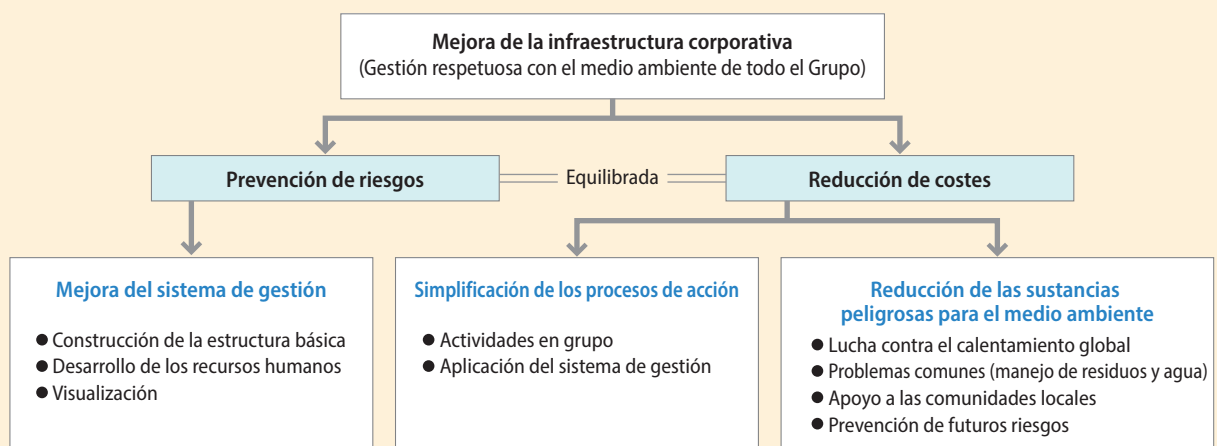 Mejora de la infraestructura corporativa
(Gestión respetuosa con el medio ambiente de todo el Grupo)
Prevención de riesgos
Equilibrada
Reducción de costes
Mejora del sistema de gestión
● Construcción de la estructura básica
● Desarrollo de los recursos humanos
● Visualización
Simplificación de los procesos de acción
● Actividades en grupo
● Aplicación del sistema de gestión
Reducción de las sustancias
peligrosas para el medio ambiente
● Lucha contra el calentamiento global
● Problemas comunes (manejo de residuos y agua)
● Apoyo a las comunidades locales
● Prevención de futuros riesgos